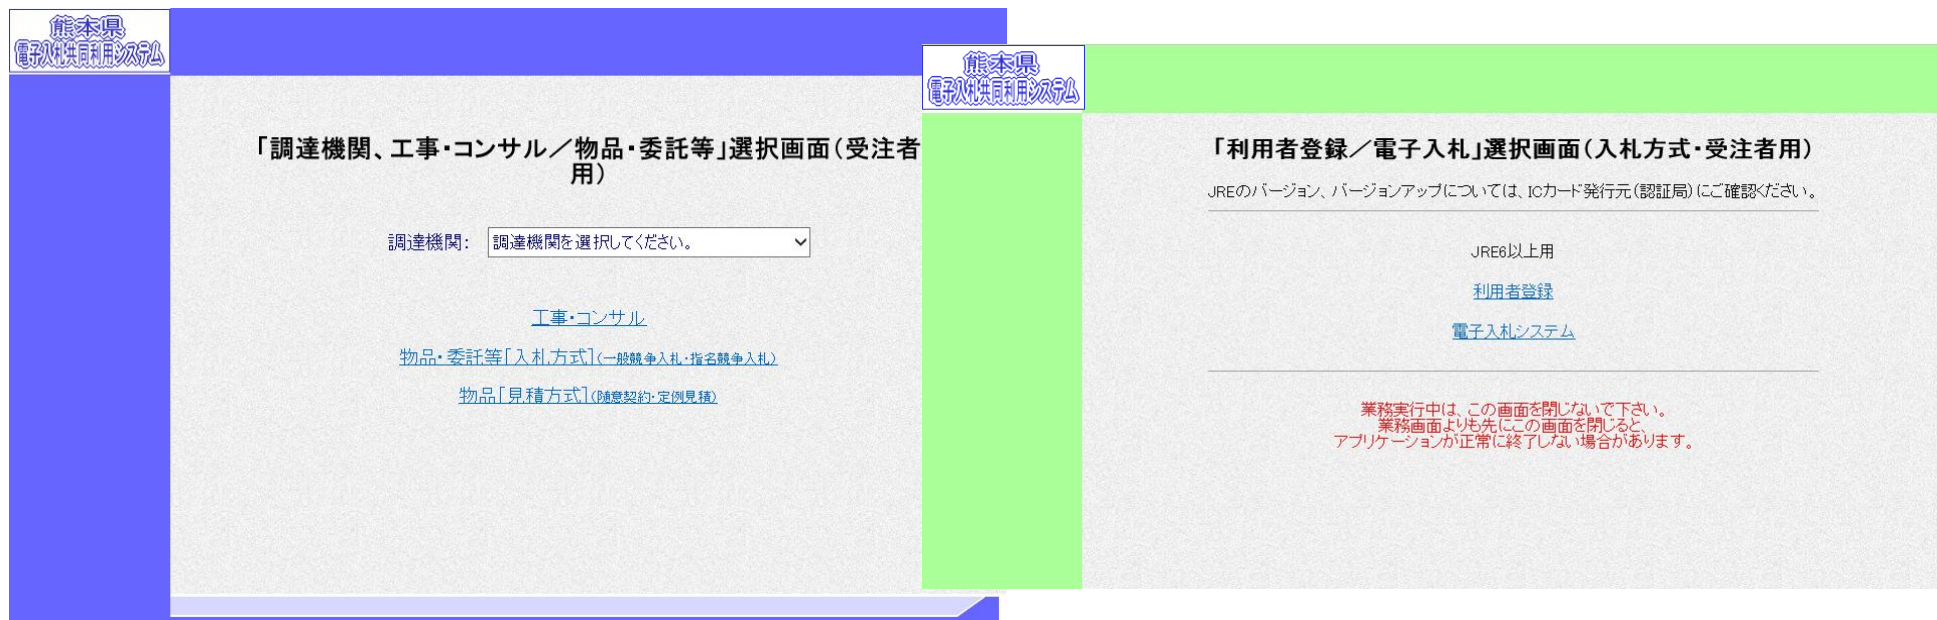 熊本県
電子入札共同利用システム
「調達機関、工事・コンサル／物品・委託等」選択画面（受注者
用）
調達機関： 調達機関を選択してください。
工事・コンサル
物品・委託等［入札方式］（一般競争入札・指名競争入札）
物品［見積方式］（随意契約・定例見積）
熊本県
電子入札共同利用システム
「利用者登録／電子入札」選択画面（入札方式・受注者用）
JREのバージョン、バージョンアップについては、ICカード発行元（認証局）にご確認ください。
JRE6以上用
利用者登録
電子入札システム
業務実行中は、この画面を閉じないで下さい。
業務画面よりも先にこの画面を閉じると、
アプリケーションが正常に終了しない場合があります。